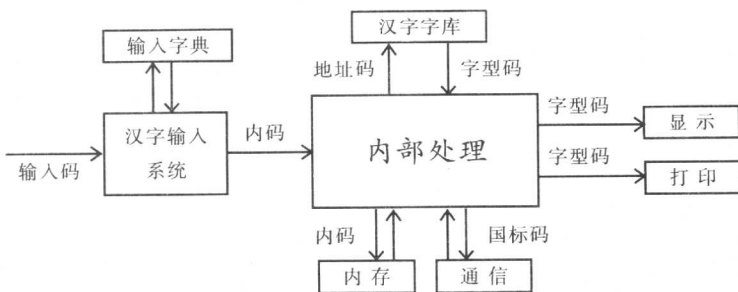 输入字典
汉字字库
地址码
字型码
汉字输入
系统
内码
输入码
内部处理
字型码
显示
字型码
打印
内码
国标码
内存
通信